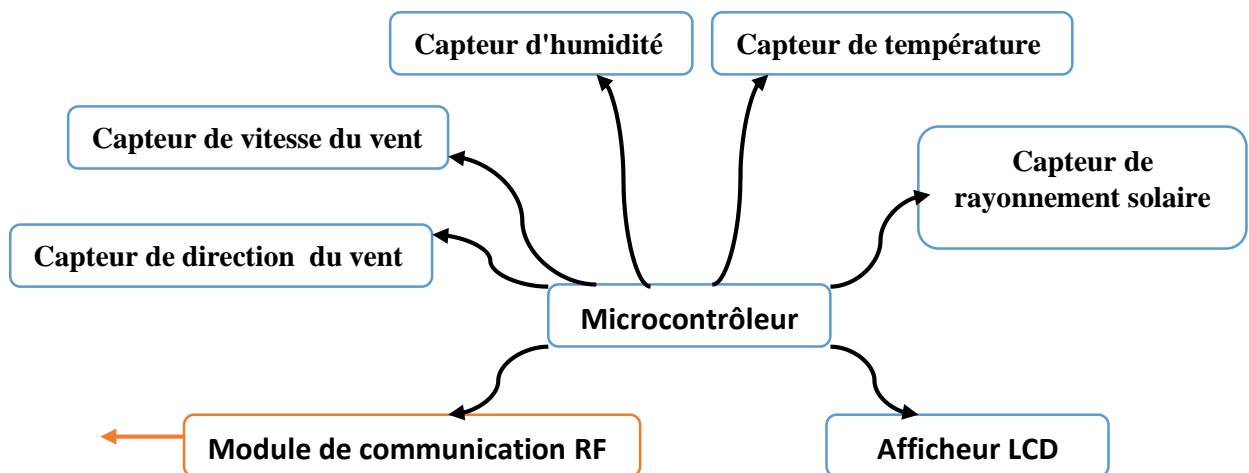 Capteur d'humidité
Capteur de température
Capteur de vitesse du vent
Capteur de
rayonnement solaire
Capteur de direction  du vent
Microcontrôleur
Module de communication RF
Afficheur LCD